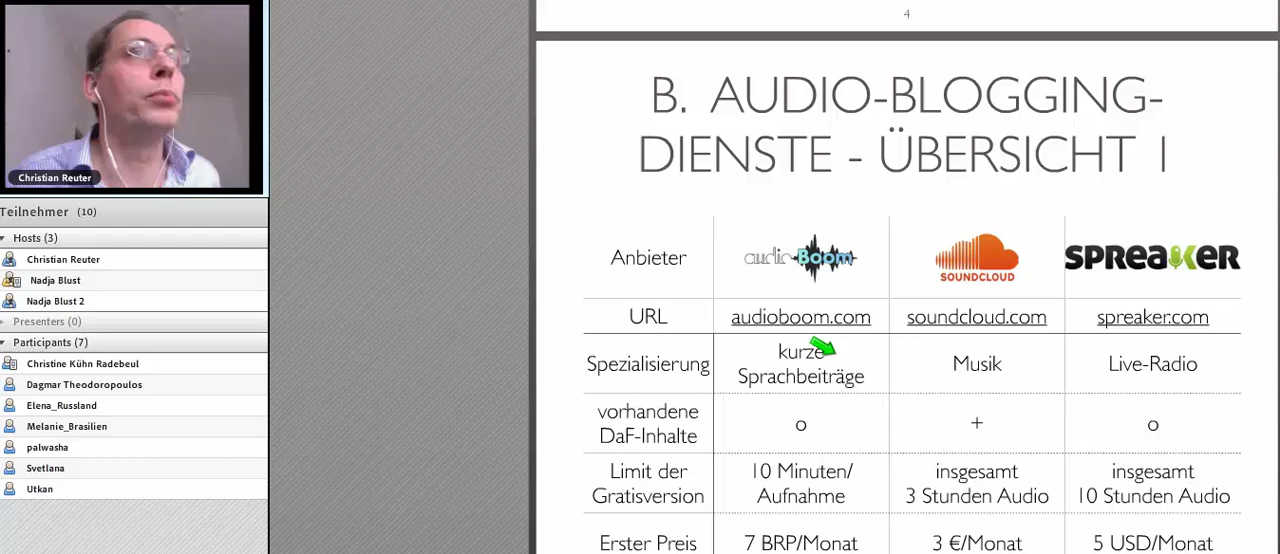 Christian Reuter
Teilnehmer (10)
Hosts (3)
Christian Reuter
Nadja Blust
Nadja Blust 2
Presenters (0)
Participants (7)
Christine Kühn Radebeul
Dagmar Theodoropoulos
Elena_Russland
Melanie_Brasilien
palwasha
Svetlana
Utkan
4
B. AUDIO-BLOGGING-
DIENSTE - ÜBERSICHT 1
Anbieter
audioBoom
SOUNDCLOUD
SPREAKER
URL
audioboom.com
soundcloud.com
spreaker.com
Spezialisierung
kurze
Sprachbeiträge
Musik
Live-Radio
vorhandene
DaF-Inhalte
o
+
o
Limit der
Gratisversion
10 Minuten/
Aufnahme
insgesamt
3 Stunden Audio
insgesamt
10 Stunden Audio
Erster Preis
7 BRP/Monat
3 €/Monat
5 USD/Monat